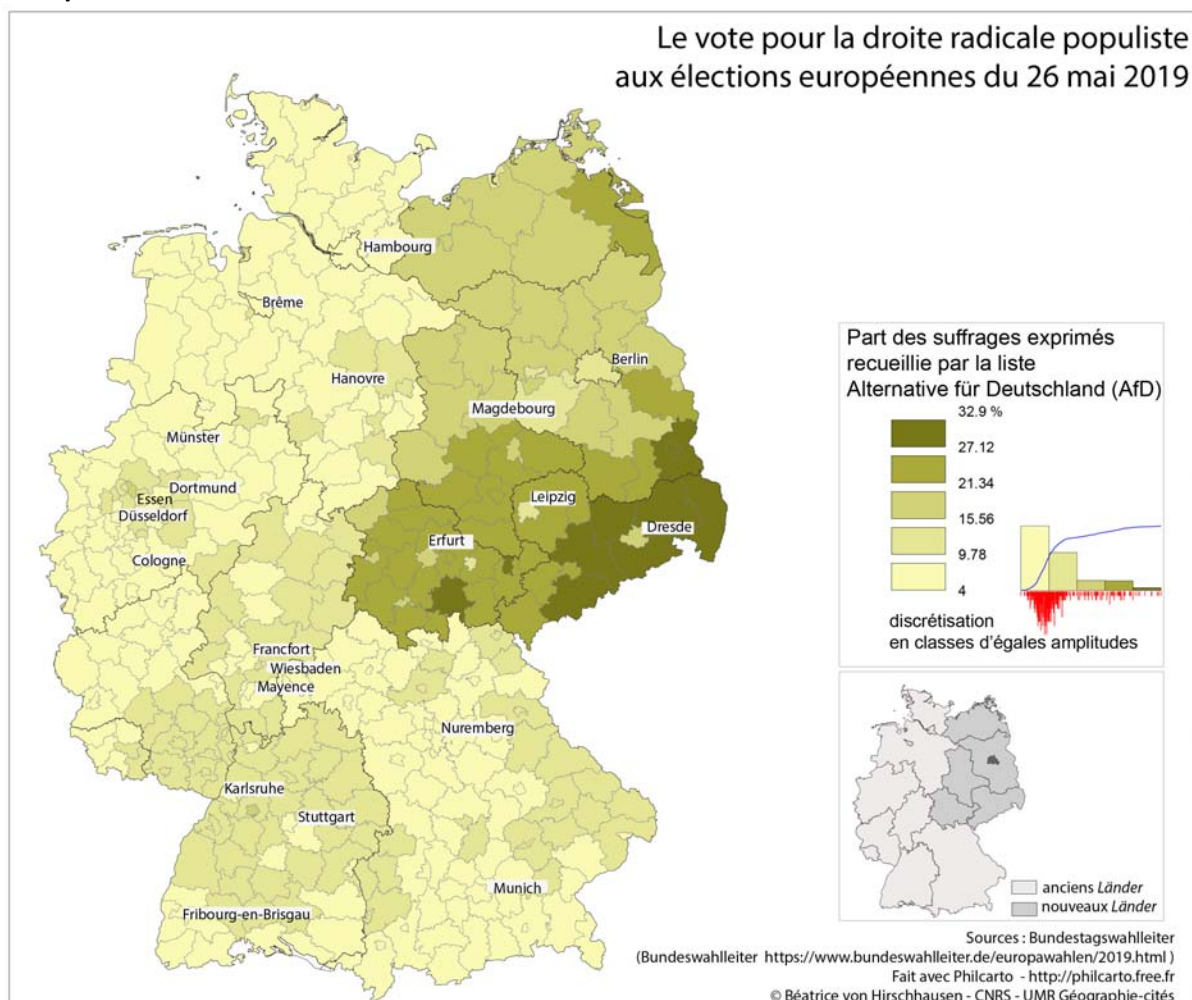 Le vote pour la droite radicale populiste
aux élections européennes du 26 mai 2019
Hambourg
Brême
Berlin
Hanovre
Magdebourg
Münster
Dortmund
Essen
Düsseldorf
Leipzig
Dresde
Erfurt
Cologne
Francfort
Wiesbaden
Mayence
Nuremberg
Karlsruhe
Stuttgart
Munich
Fribourg-en-Brisgau
Part des suffrages exprimés
recueillie par la liste
Alternative für Deutschland (AfD)
32.9 %
27.12
21.34
15.56
9.78
4
discrétisation
en classes d'égales amplitudes
anciens Länder
nouveaux Länder
Sources : Bundestagswahlleiter
(Bundeswahlleiter https://www.bundeswahlleiter.de/europawahlen/2019.html )
Fait avec Philcarto - http://philcarto.free.fr
© Béatrice von Hirschhausen - CNRS - UMR Géographie-cités